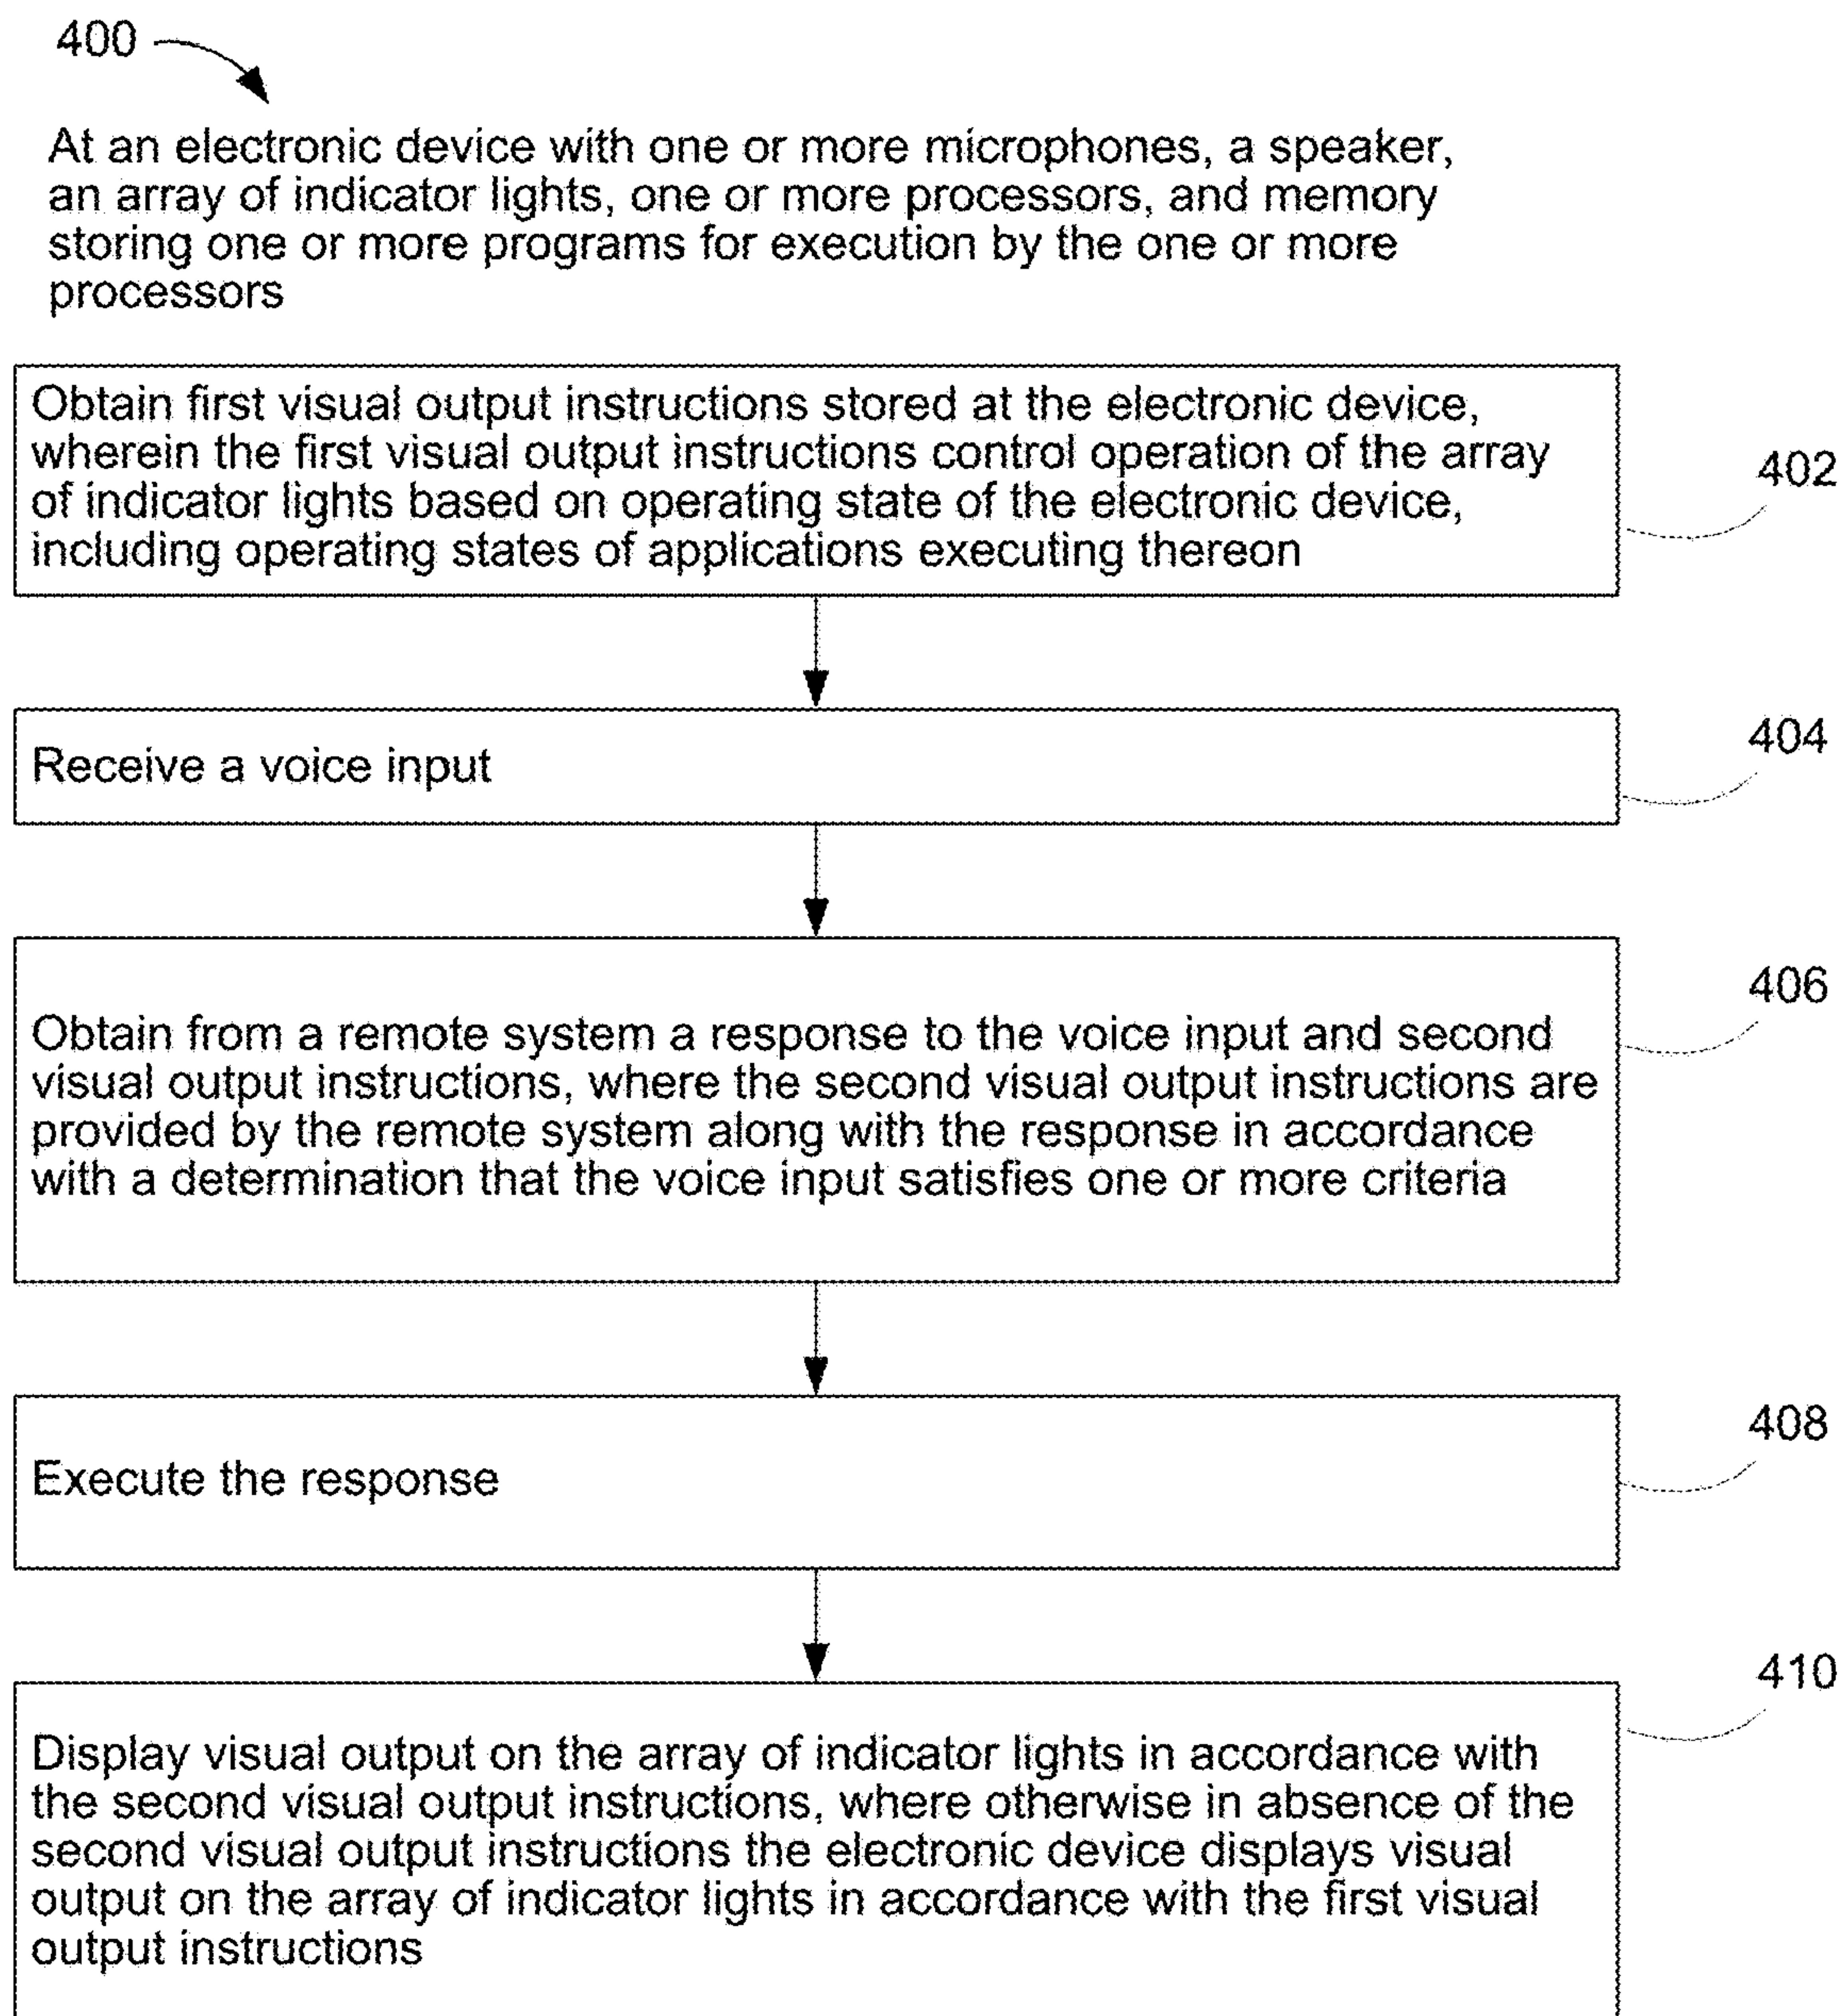 400
At an electronic device with one or more microphones, a speaker,
an array of indicator lights, one or more processors, and memory
storing one or more programs for execution by the one or more
processors
Obtain first visual output instructions stored at the electronic device,
wherein the first visual output instructions control operation of the array
of indicator lights based on operating state of the electronic device,
including operating states of applications executing thereon
402
Receive a voice input
404
Obtain from a remote system a response to the voice input and second
visual output instructions, where the second visual output instructions are
provided by the remote system along with the response in accordance
with a determination that the voice input satisfies one or more criteria
406
Execute the response
408
Display visual output on the array of indicator lights in accordance with
the second visual output instructions, where otherwise in absence of the
second visual output instructions the electronic device displays visual
output on the array of indicator lights in accordance with the first visual
output instructions
410